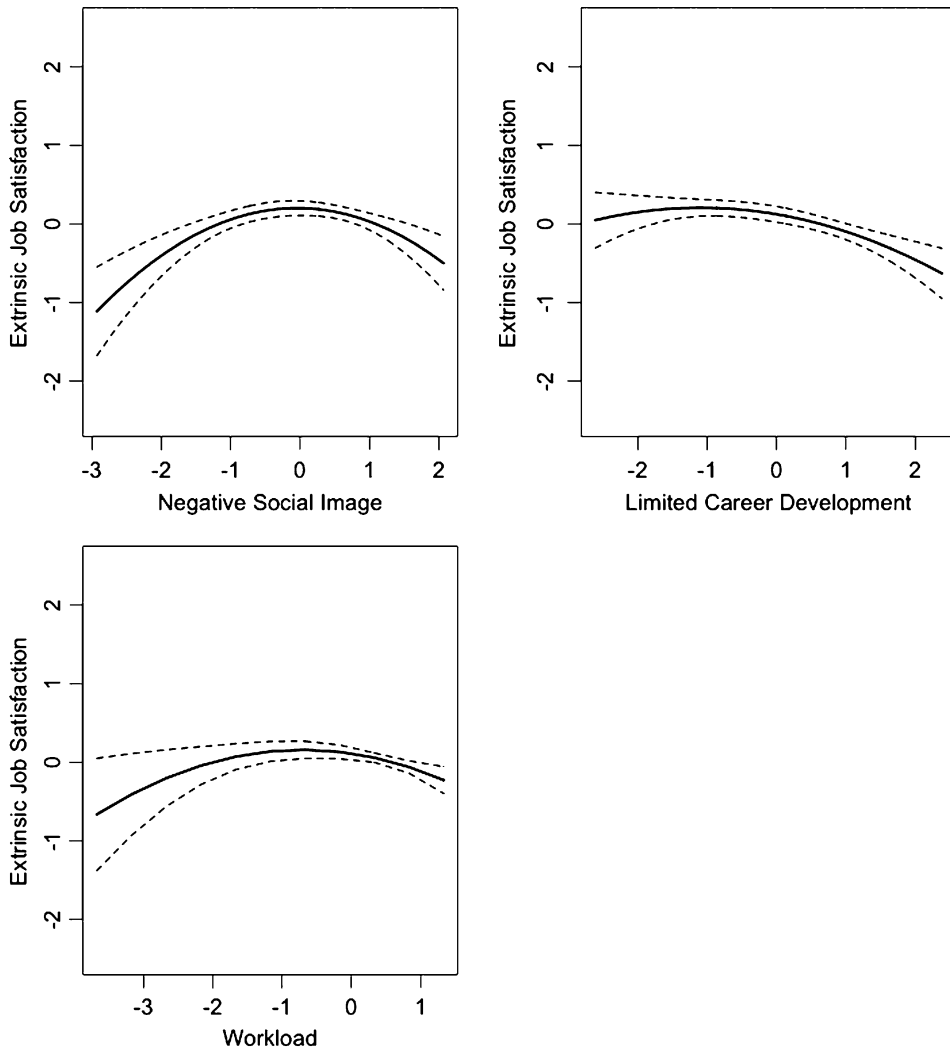 Extrinsic Job Satisfaction
2
1
0
-1
-2
-3 -2 -1 0 1 2
Negative Social Image
Extrinsic Job Satisfaction
2
1
0
-1
-2
-2 -1 0 1 2
Limited Career Development
Extrinsic Job Satisfaction
2
1
0
-1
-2
-3 -2 -1 0 1
Workload